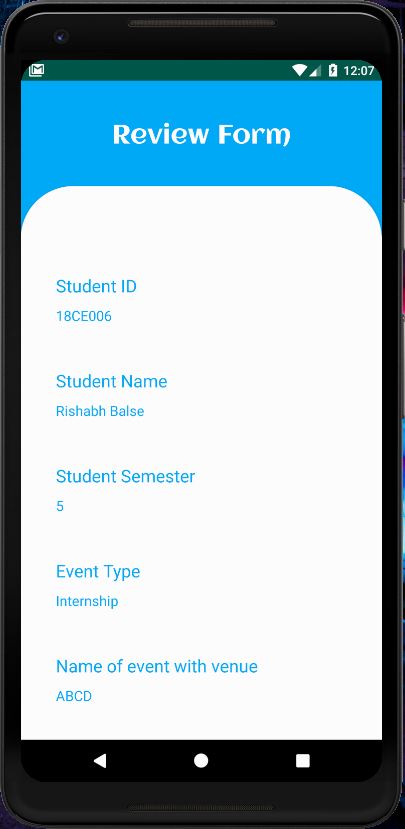 12:07
Review Form
Student ID
18CE006
Student Name
Rishabh Balse
Student Semester
5
Event Type
Internship
Name of event with venue
ABCD